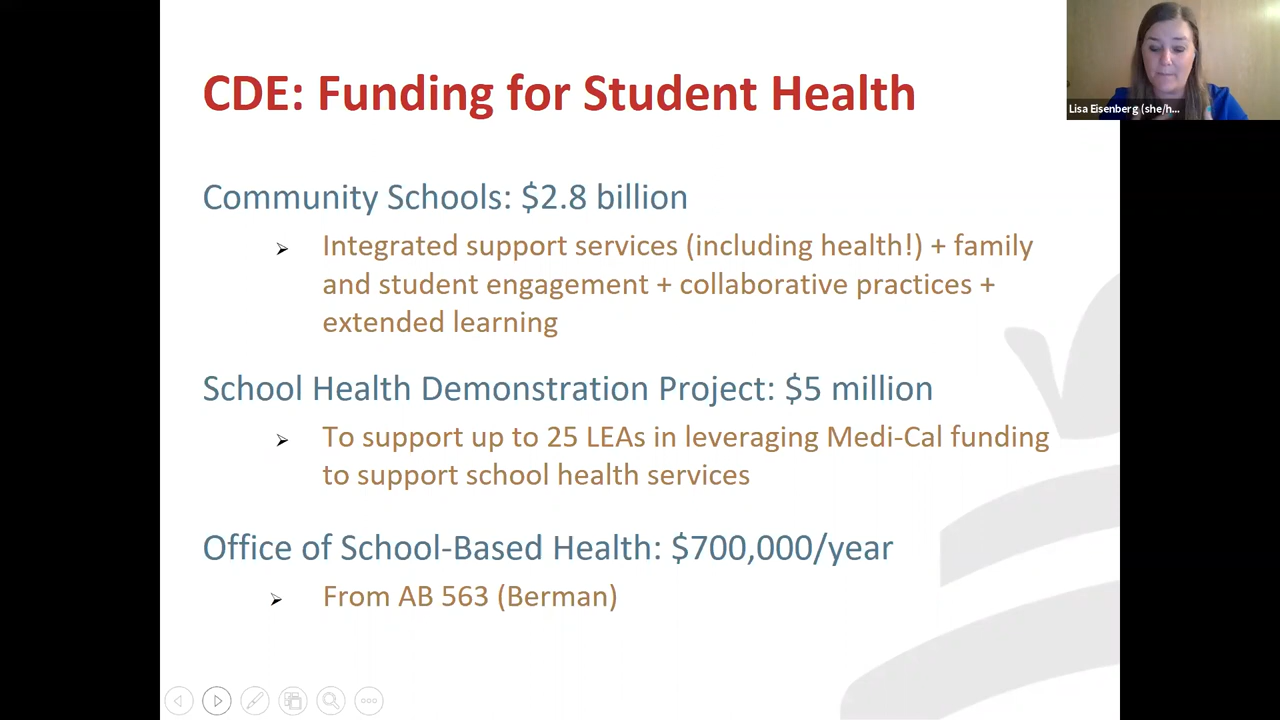 CDE: Funding for Student Health
Lisa Eisenberg (she/h...
Community Schools: $2.8 billion
Integrated support services (including health!) + family
and student engagement + collaborative practices +
extended learning
School Health Demonstration Project: $5 million
To support up to 25 LEAs in leveraging Medi-Cal funding
to support school health services
Office of School-Based Health: $700,000/year
From AB 563 (Berman)